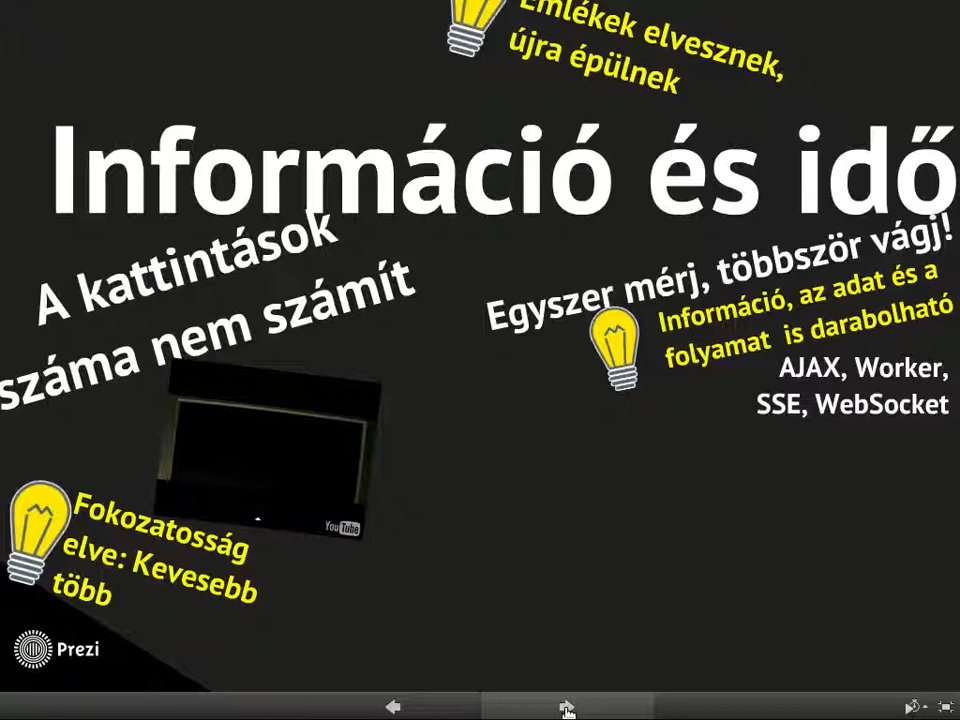 Emlékek elvesznek,
újra épülnek
Információ és idő
A kattintások
száma nem számít
Egyszer mérj, többször vágj!
Információ, az adat és a
folyamat is darabolható
AJAX, Worker,
SSE, WebSocket
YouTube
Fokozatosság
elve: Kevesebb
több
Prezi